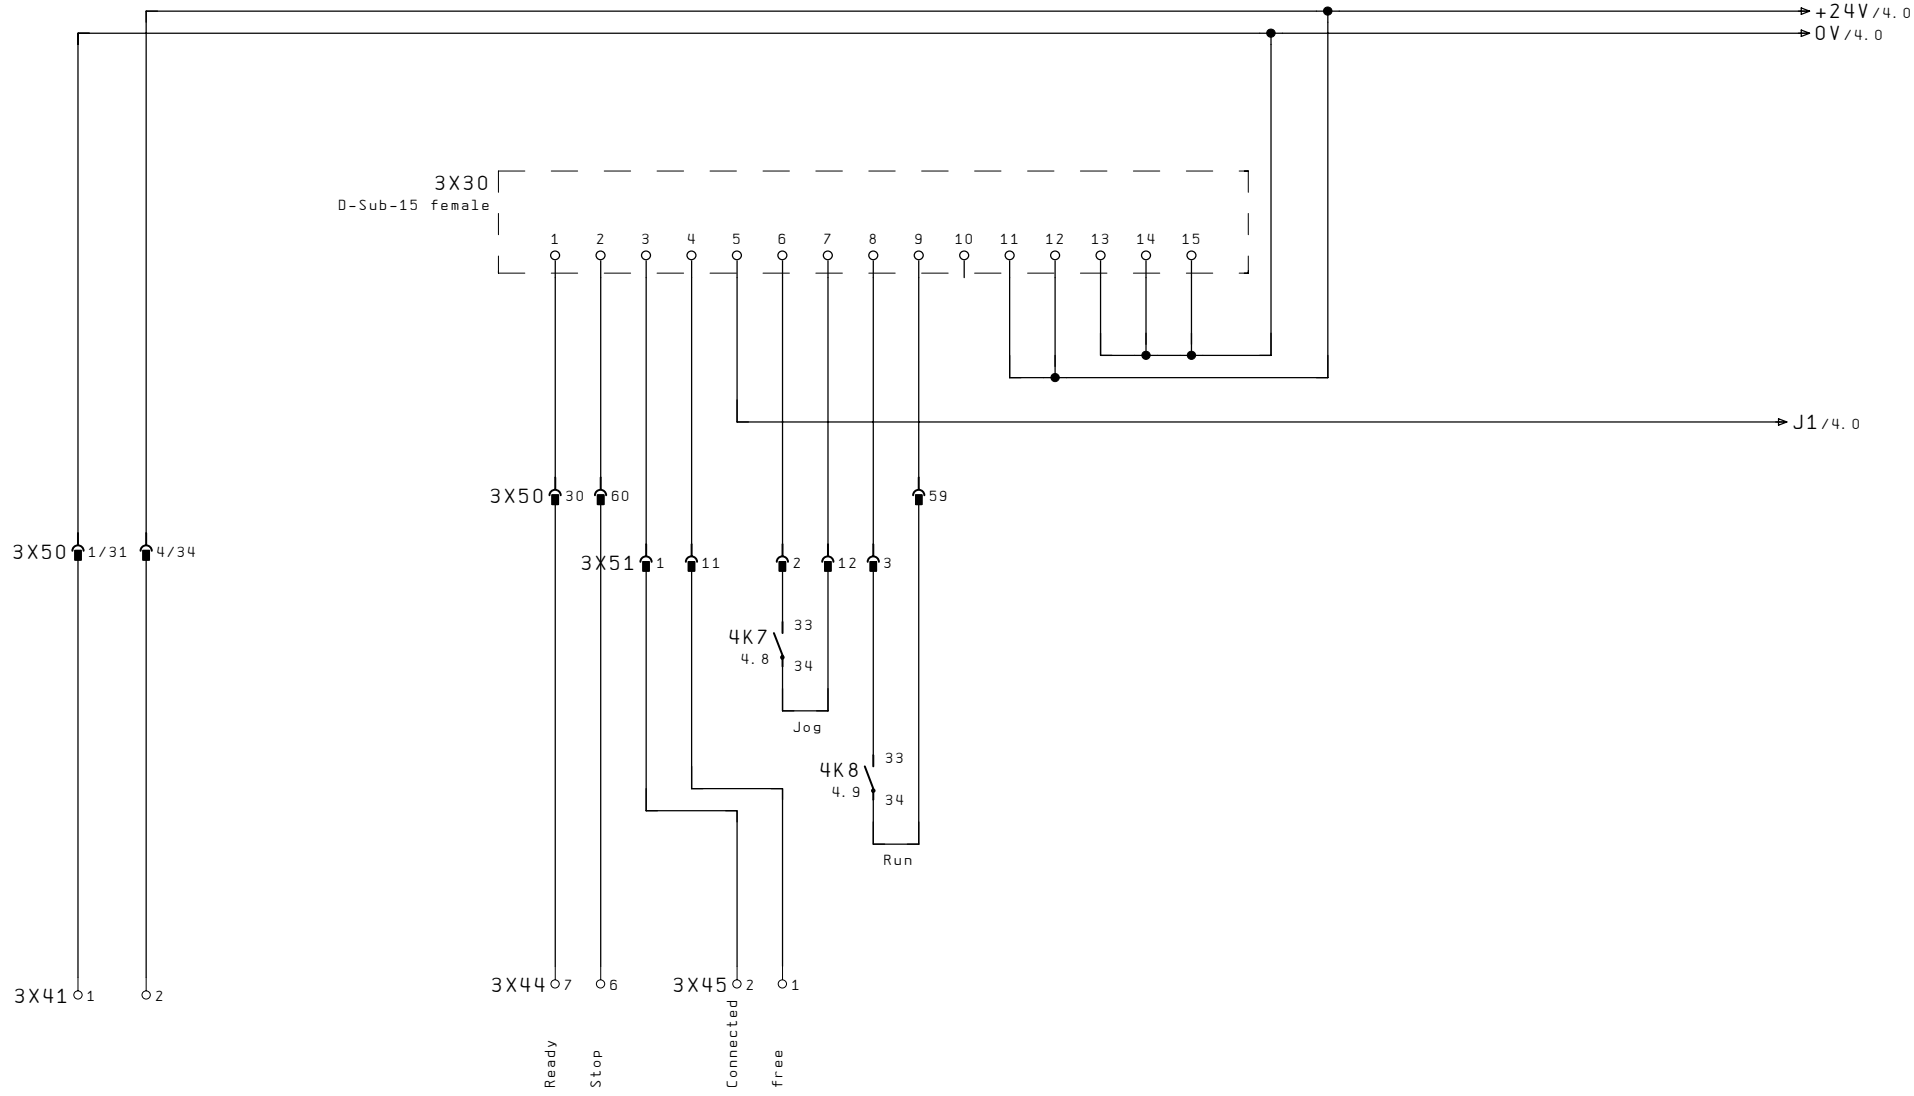 +24V/4.0
0V/4.0
3X30
D-Sub-15 female
1 2 3 4 5 6 7 8 9 10 11 12 13 14 15
J1/4.0
3X50 30 60 59
3X50 1/31 4/34
3X51 1 11 2 12 3
33
4K7
4.8
34
Jog
33
4K8
4.9
34
Run
3X44 7 6 3X45 2 1
3X41 1 2
Ready
Stop
Connected
free